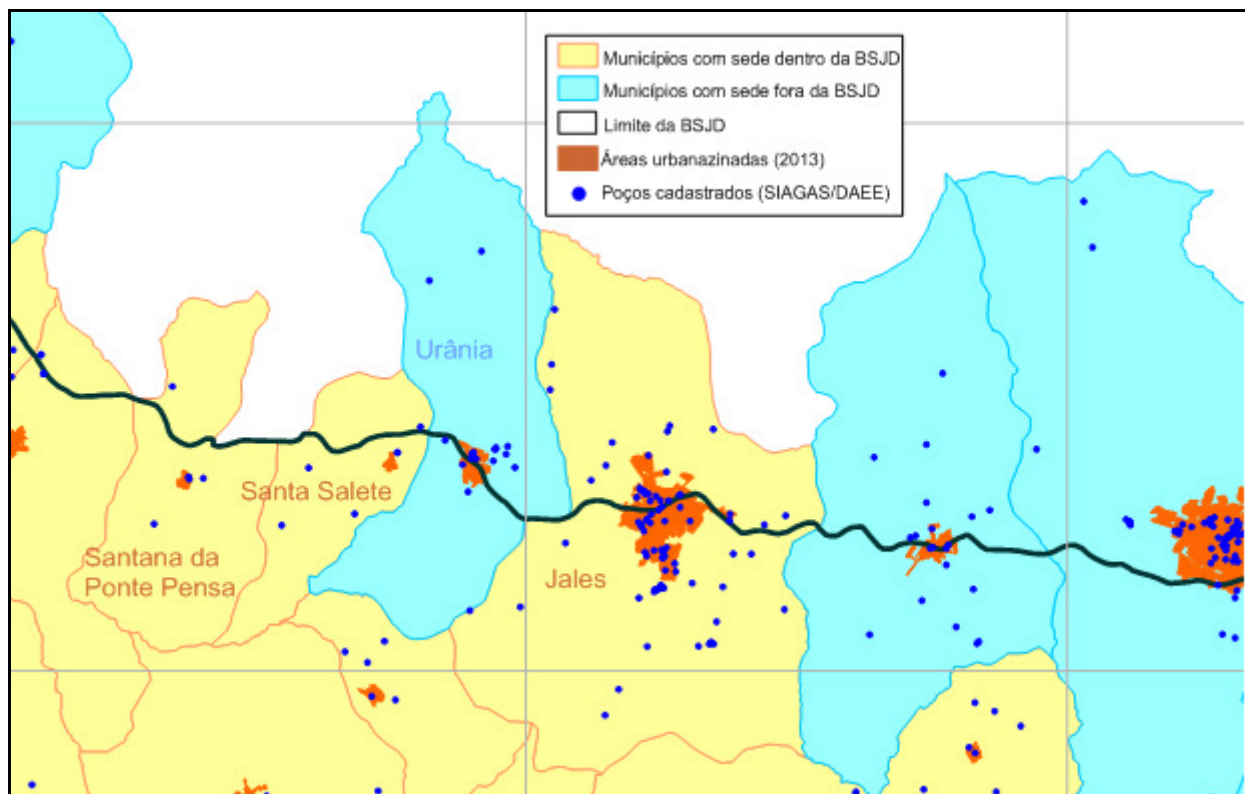 Municípios com sede dentro da BSJD
Municípios com sede fora da BSJD
Limite da BSJD
Áreas urbanazinadas (2013)
Poços cadastrados (SIAGAS/DAEE)
Urânia
Santa Salete
Santana da
Ponte Pensa
Jales